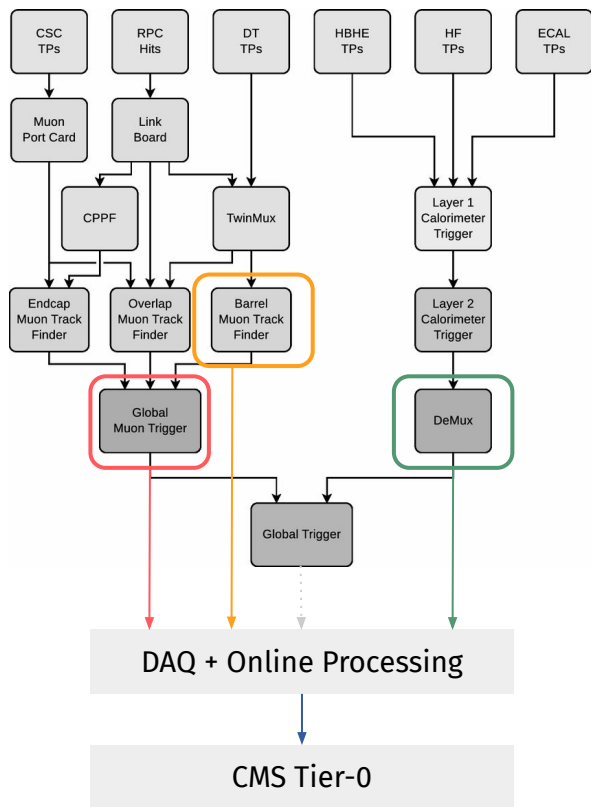 CSC
TPs
RPC
Hits
DT
TPs
HBHE
TPs
HF
TPs
ECAL
TPs
Muon
Port Card
Link
Board
CPPF
TwinMux
Layer 1
Calorimeter
Trigger
Endcap
Muon Track
Finder
Overlap
Muon Track
Finder
Barrel
Muon Track
Finder
Layer 2
Calorimeter
Trigger
Global
Muon Trigger
DeMux
Global Trigger
DAQ + Online Processing
CMS Tier-0